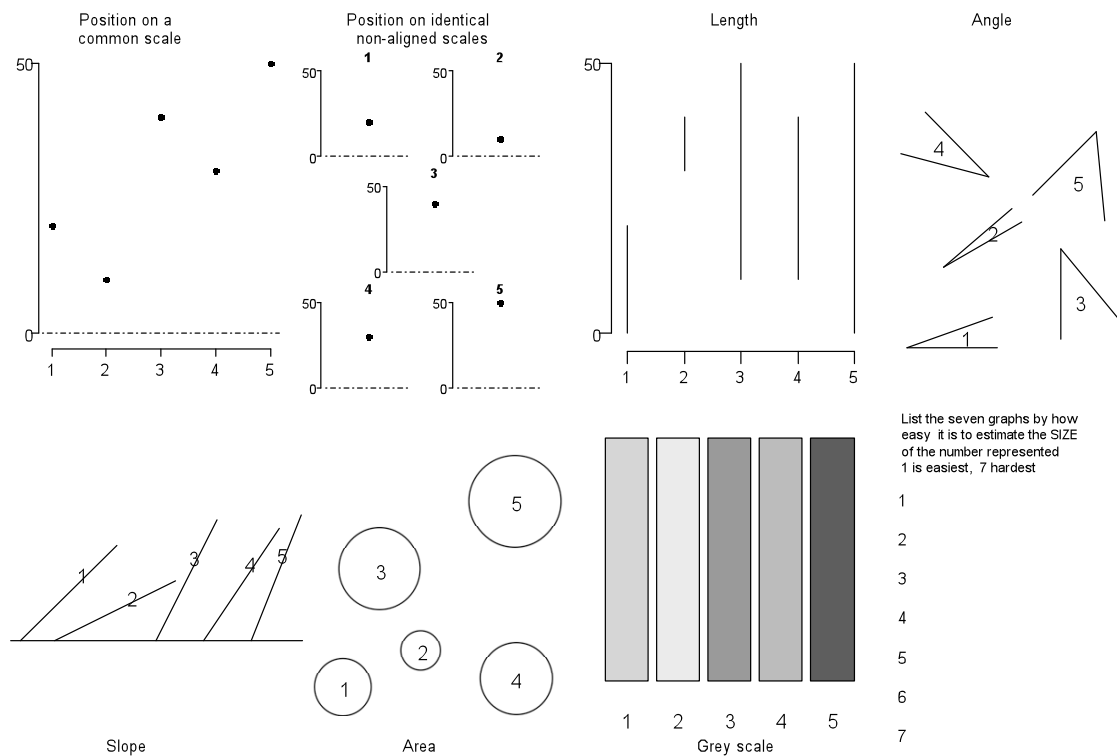 Position on a
common scale
50
0
1 2 3 4 5
Position on identical
non-aligned scales
1
50
0
2
50
0
3
50
0
4
50
0
5
50
0
Length
50
0
1 2 3 4 5
Angle
4
5
2
3
1
1
2
3
4
5
Slope
5
3
2
1
4
Area
1 2 3 4 5
Grey scale
List the seven graphs by how
easy it is to estimate the SIZE
of the number represented
1 is easiest, 7 hardest
1
2
3
4
5
6
7